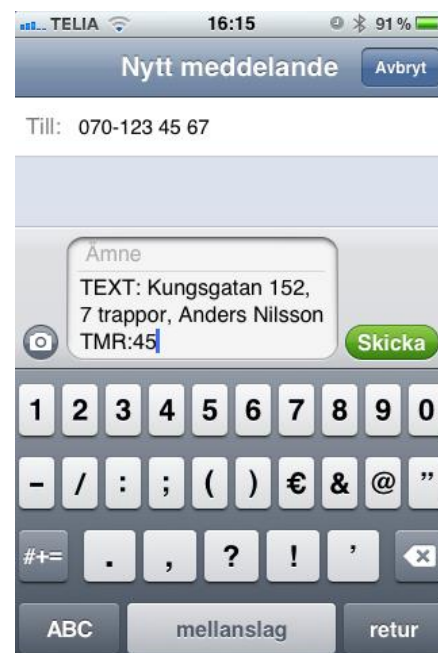 TELIA 16:15 91 %
Nytt meddelande Avbryt
Till: 070-123 45 67
Ämne
TEXT: Kungsgatan 152,
7 trappor, Anders Nilsson
TMR:45
Skicka
1 2 3 4 5 6 7 8 9 0
- / : ; ( ) € & @ ”
#+= . , ? ! ’
ABC mellanslag retur